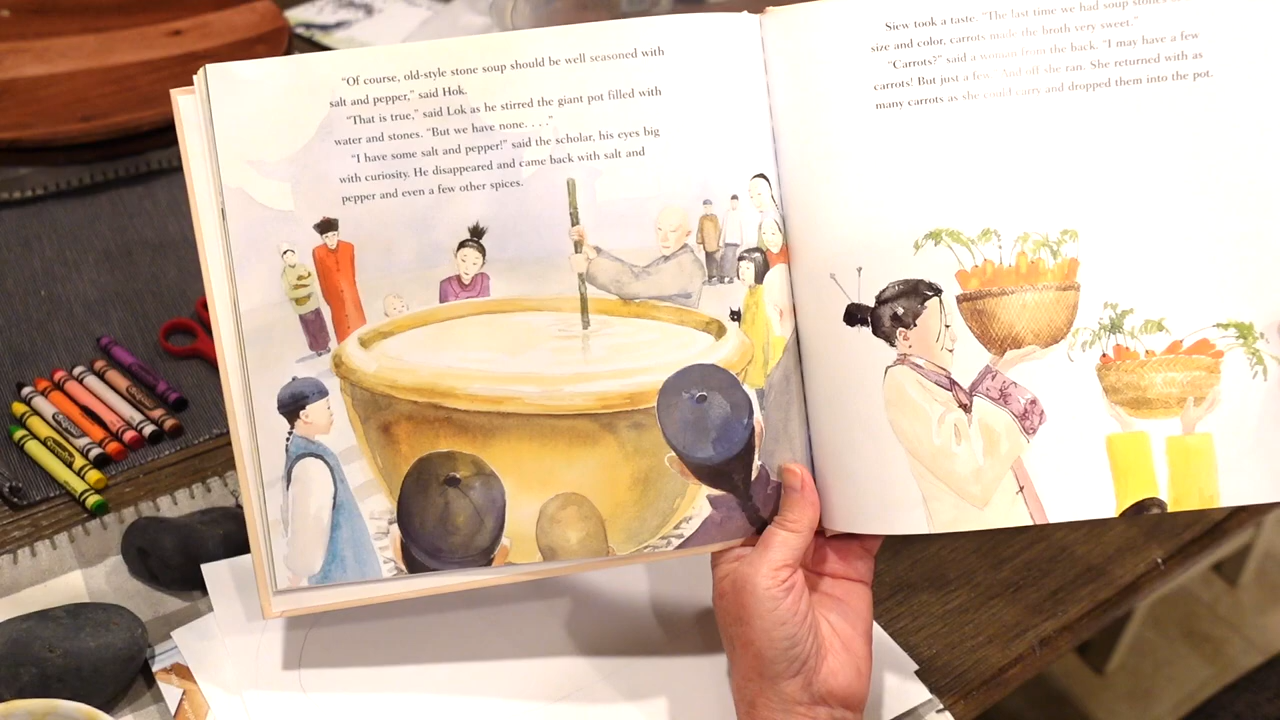 "Of course, old-style stone soup should be well seasoned with
salt and pepper," said Hok.
"That is true," said Lok as he stirred the giant pot filled with
water and stones. "But we have none. . . ."
"I have some salt and pepper!" said the scholar, his eyes big
with curiosity. He disappeared and came back with salt and
pepper and even a few other spices.
Siew took a taste. "The last time we had soup stones
size and color, carrots made the broth very sweet."
"Carrots?" said a woman from the back. "I may have a few
carrots! But just a few." And off she ran. She returned with as
many carrots as she could carry and dropped them into the pot.